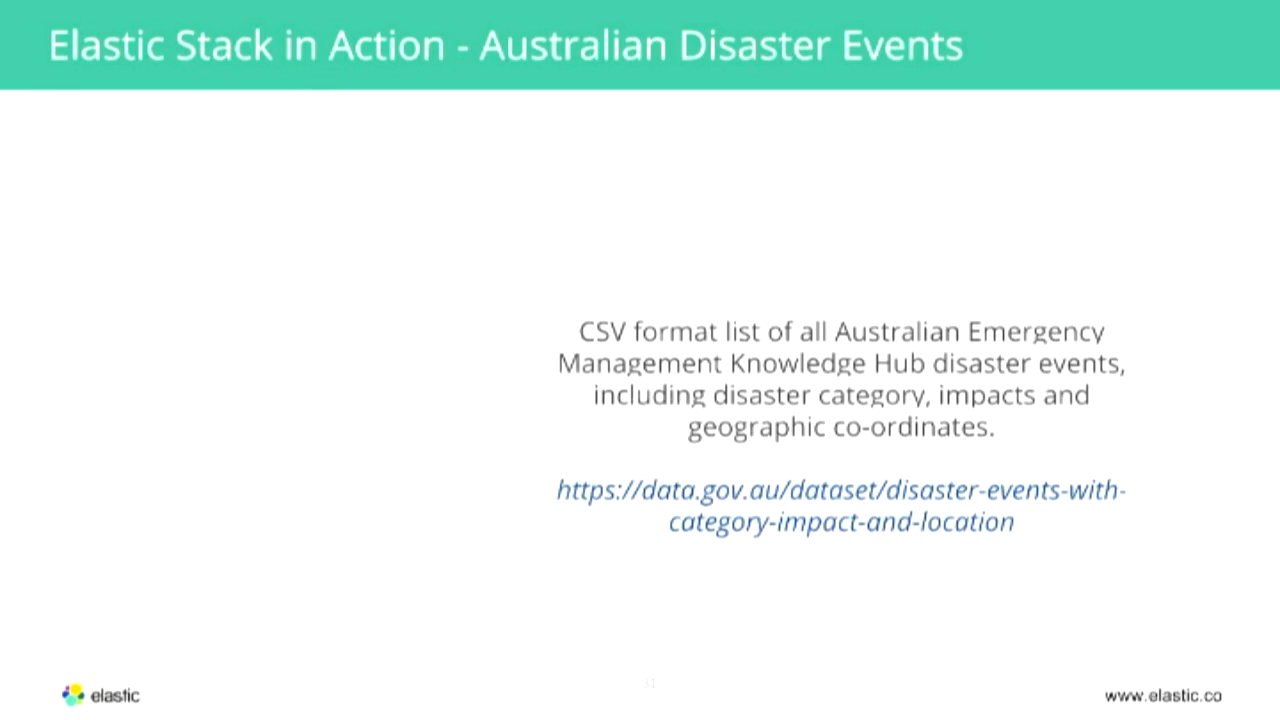 Elastic Stack in Action - Australian Disaster Events
CSV format list of all Australian Emergency
Management Knowledge Hub disaster events,
including disaster category, impacts and
geographic co-ordinates.
https://data.gov.au/dataset/disaster-events-with-
category-impact-and-location
elastic
www.elastic.co